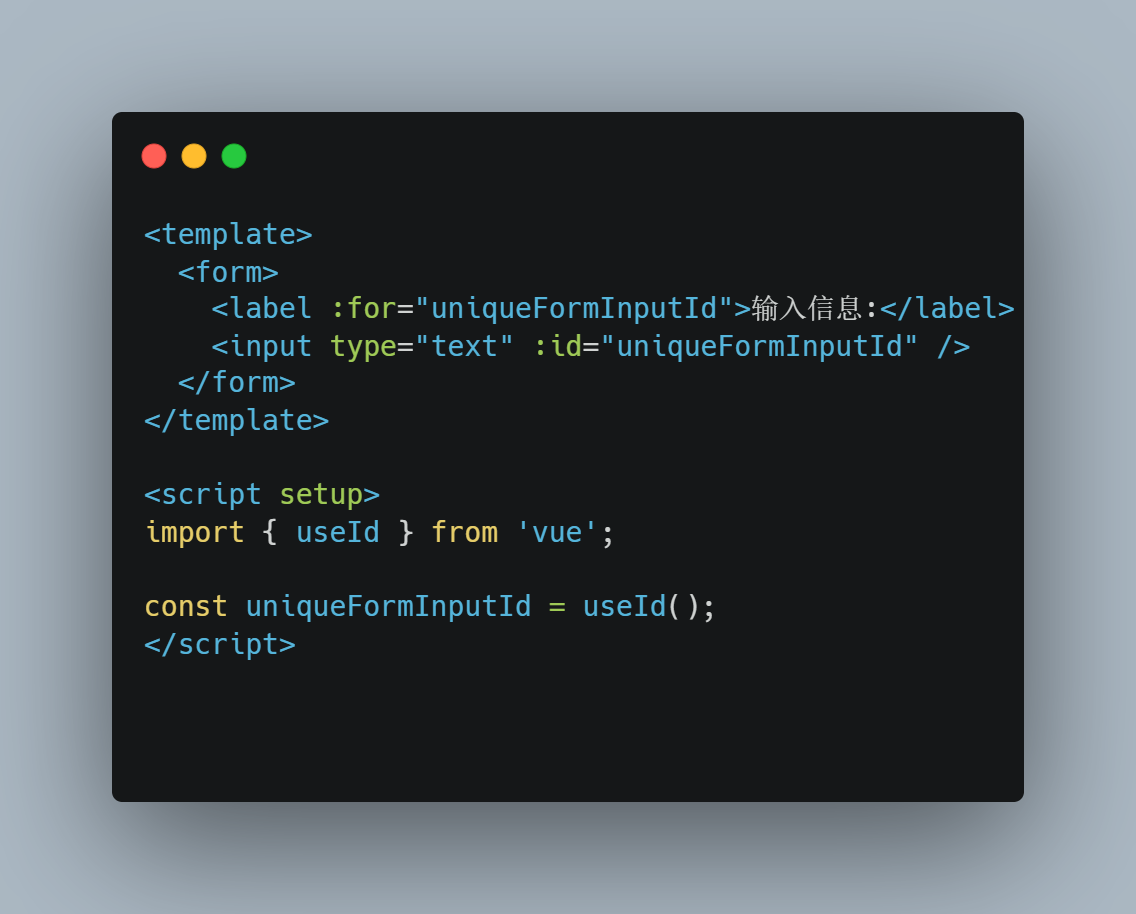 <template>
  <form>
    <label :for="uniqueFormInputId">输入信息:</label>
    <input type="text" :id="uniqueFormInputId" />
  </form>
</template>

<script setup>
import { useId } from 'vue';

const uniqueFormInputId = useId();
</script>